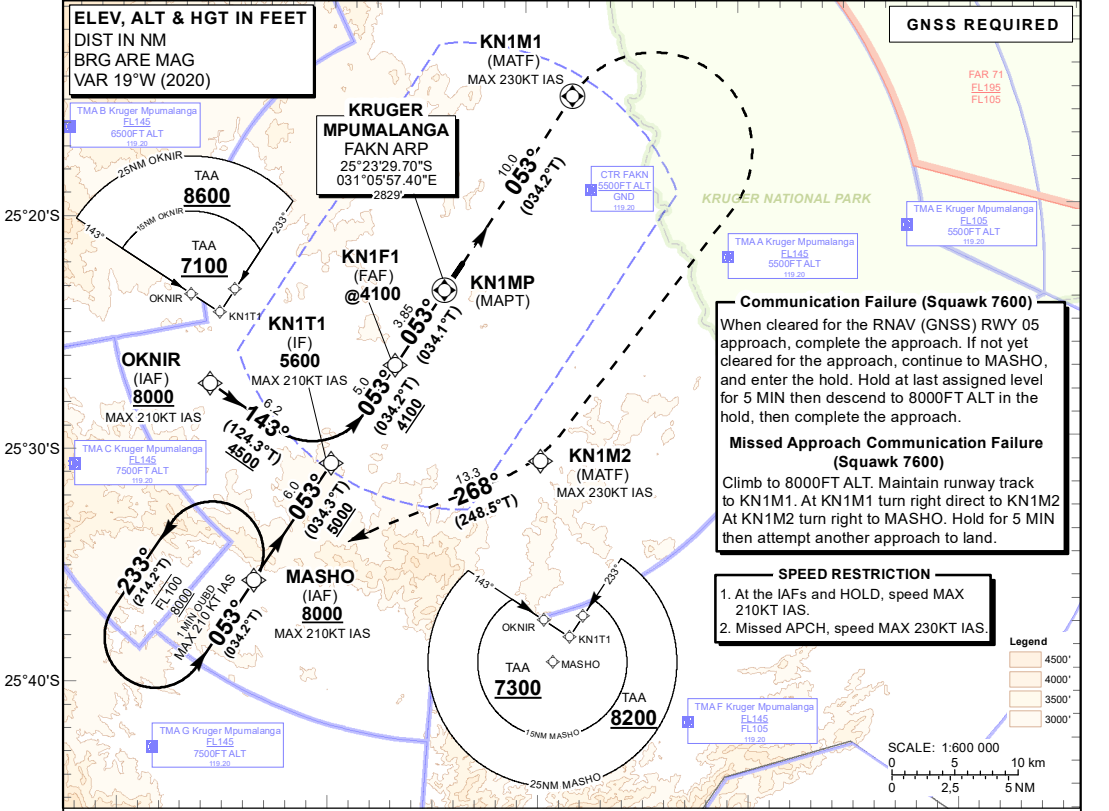 ELEV, ALT & HGT IN FEET
DIST IN NM
BRG ARE MAG
VAR 19°W (2020)
GNSS REQUIRED
KN1M1
(MATF)
MAX 230KT IAS
FAR 71
FL195
FL105
TMA B Kruger Mpumalanga
FL145
6500FT ALT
119.20
KRUGER
MPUMALANGA
FAKN ARP
25°23'29.70"S
031°05'57.40"E
2829'
25NM OKNIR
TAA
8600
15NM OKNIR
TAA
7100
143°
233°
OKNIR
KN1T1
10.0
053°
(034.2°T)
CTR FAKN
5500FT ALT
GND
119.20
KRUGER NATIONAL PARK
TMA E Kruger Mpumalanga
FL105
5500FT ALT
119.20
TMA A Kruger Mpumalanga
FL145
5500FT ALT
119.20
25°20'S
KN1F1
(FAF)
@4100
KN1MP
(MAPT)
3.85
053°
(034.1°T)
KN1T1
(IF)
5600
MAX 210KT IAS
OKNIR
(IAF)
8000
MAX 210KT IAS
6.2
143°
(124.3°T)
4500
5.0
053°
(034.2°T)
4100
Communication Failure (Squawk 7600)
When cleared for the RNAV (GNSS) RWY 05
approach, complete the approach. If not yet
cleared for the approach, continue to MASHO,
and enter the hold. Hold at last assigned level
for 5 MIN then descend to 8000FT ALT in the
hold, then complete the approach.
Missed Approach Communication Failure
(Squawk 7600)
Climb to 8000FT ALT. Maintain runway track
to KN1M1. At KN1M1 turn right direct to KN1M2
At KN1M2 turn right to MASHO. Hold for 5 MIN
then attempt another approach to land.
25°30'S
TMA C Kruger Mpumalanga
FL145
7500FT ALT
119.20
KN1M2
(MATF)
MAX 230KT IAS
13.3
268°
(248.5°T)
6.0
053°
(034.3°T)
5000
233°
(214.2°T)
FL100
8000
1 MIN OUBD
MAX 210 KT IAS
053°
(034.2°T)
MASHO
(IAF)
8000
MAX 210KT IAS
SPEED RESTRICTION
1. At the IAFs and HOLD, speed MAX
210KT IAS.
2. Missed APCH, speed MAX 230KT IAS.
143°
233°
OKNIR
KN1T1
MASHO
TAA
7300
TAA
8200
15NM MASHO
25NM MASHO
Legend
4500'
4000'
3500'
3000'
25°40'S
TMA G Kruger Mpumalanga
FL145
7500FT ALT
119.20
TMA F Kruger Mpumalanga
FL145
FL105
119.20
SCALE: 1:600 000
0 5 10 km
0 2.5 5 NM